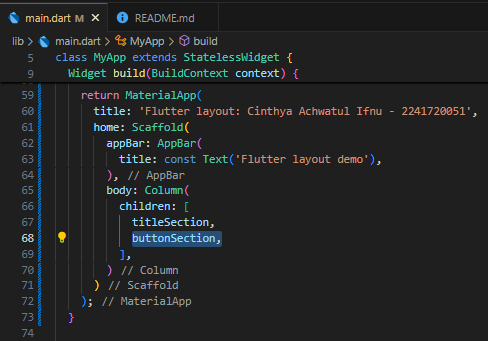 main.dart M
README.md
lib > main.dart > MyApp > build
5 class MyApp extends StatelessWidget {
9 Widget build(BuildContext context) {
59 return MaterialApp(
60 title: 'Flutter layout: Cinthya Achwatul Ifnu - 2241720051',
61 home: Scaffold(
62 appBar: AppBar(
63 title: const Text('Flutter layout demo'),
64 ), // AppBar
65 body: Column(
66 children: [
67 titleSection,
68 buttonSection,
69 ],
70 ) // Column
71 ) // Scaffold
72 ); // MaterialApp
73 }
74